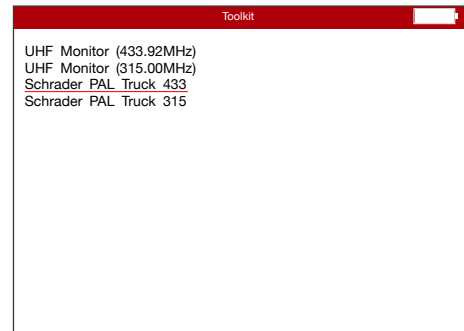 Toolkit
UHF Monitor (433.92MHz)
UHF Monitor (315.00MHz)
Schrader PAL Truck 433
Schrader PAL Truck 315